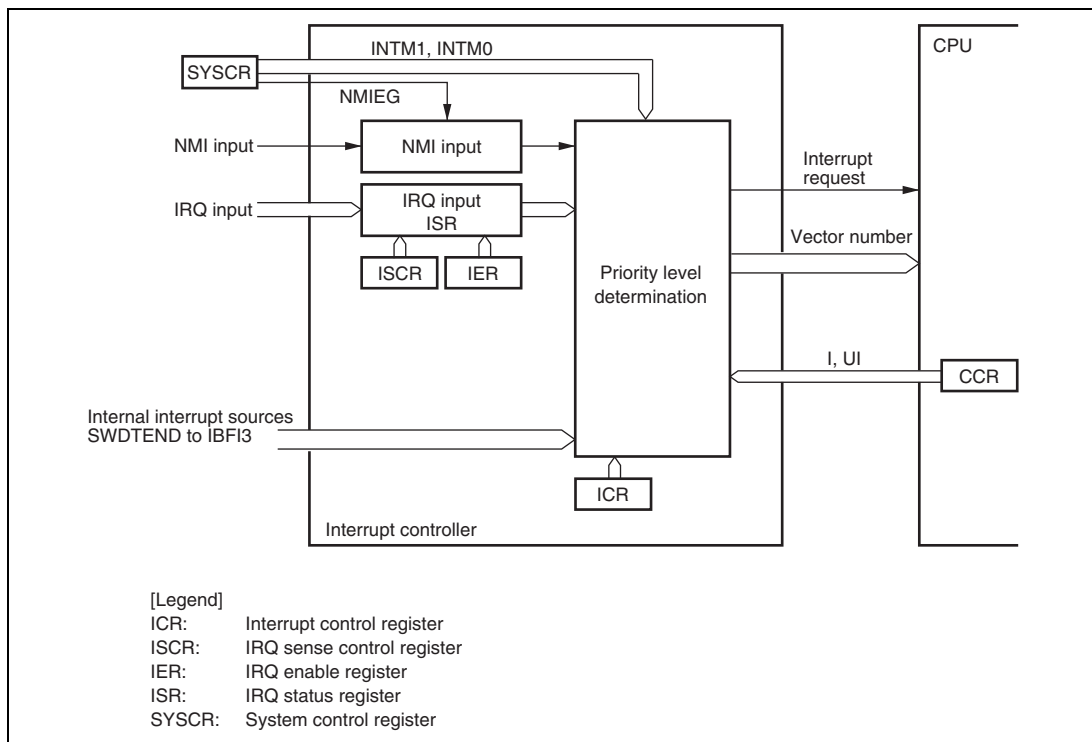 INTM1, INTM0
CPU
SYSCR
NMIEG
NMI input
NMI input
Interrupt
request
IRQ input
IRQ input
ISR
Vector number
ISCR
IER
Priority level
determination
I, UI
CCR
Internal interrupt sources
SWDTEND to IBFI3
ICR
Interrupt controller
[Legend]
ICR: Interrupt control register
ISCR: IRQ sense control register
IER: IRQ enable register
ISR: IRQ status register
SYSCR: System control register